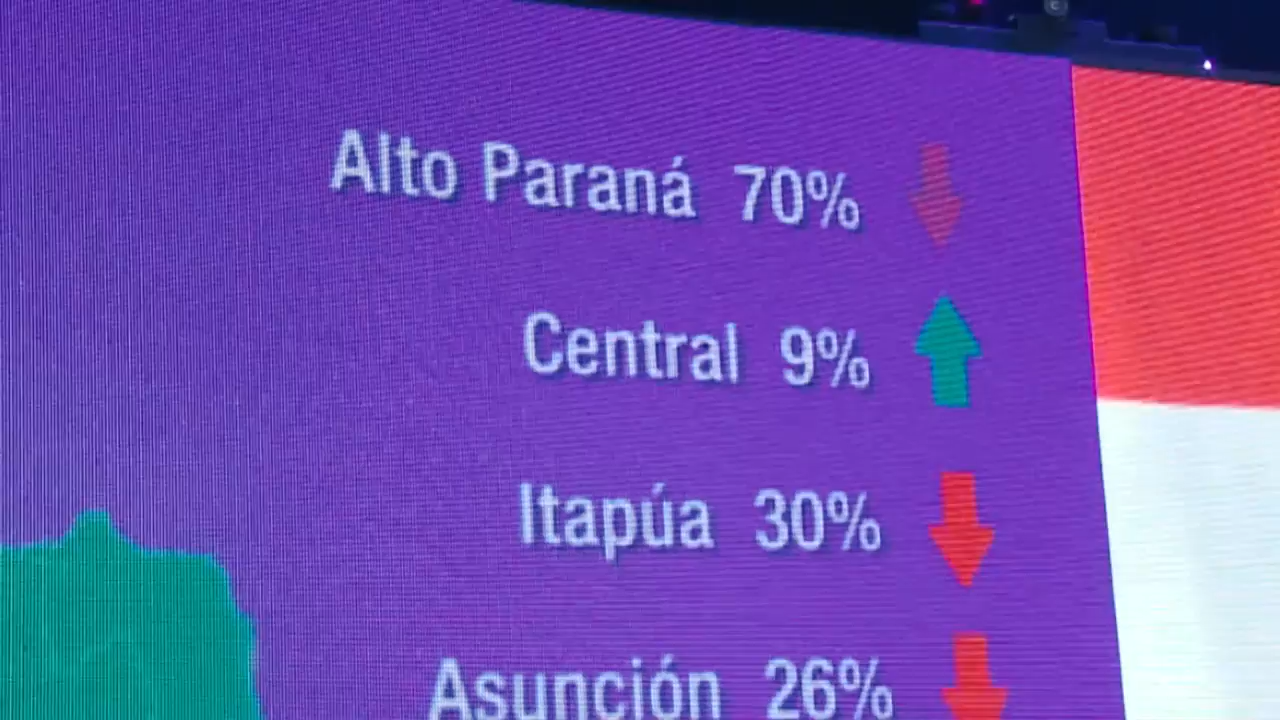 Alto Paraná 70%
Central 9%
Itapúa 30%
Asunción 26%